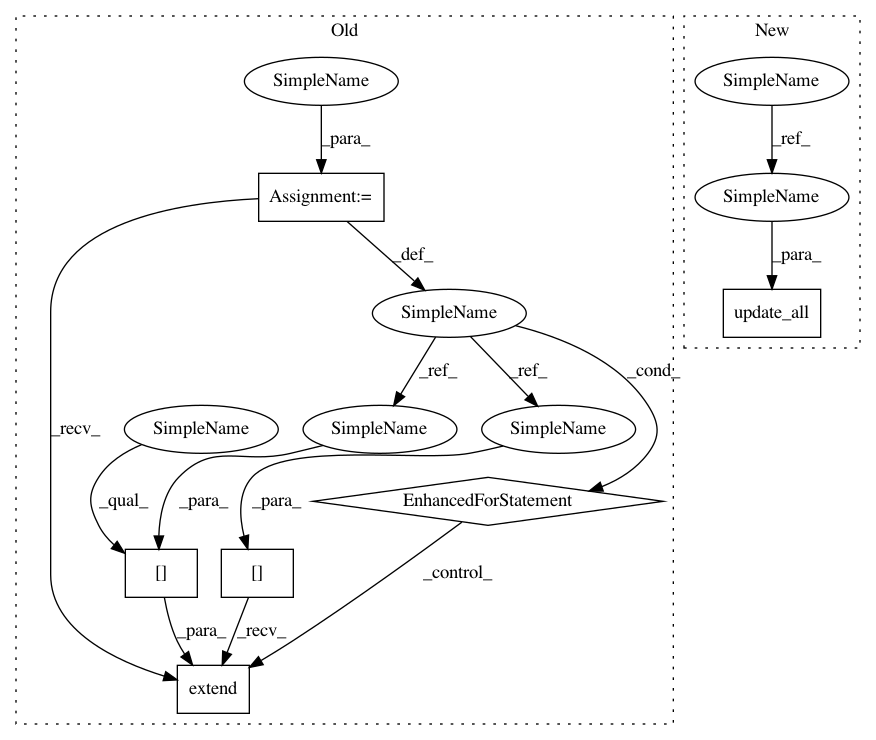 Old
New
SimpleName
SimpleName
_para_
_ref_
Assignment:=
SimpleName
_def_
_para_
SimpleName
update_all
_ref_
_ref_
_cond_
_recv_
SimpleName
SimpleName
SimpleName
_qual_
_para_
_para_
EnhancedForStatement
[]
[]
_control_
_para_
_recv_
extend